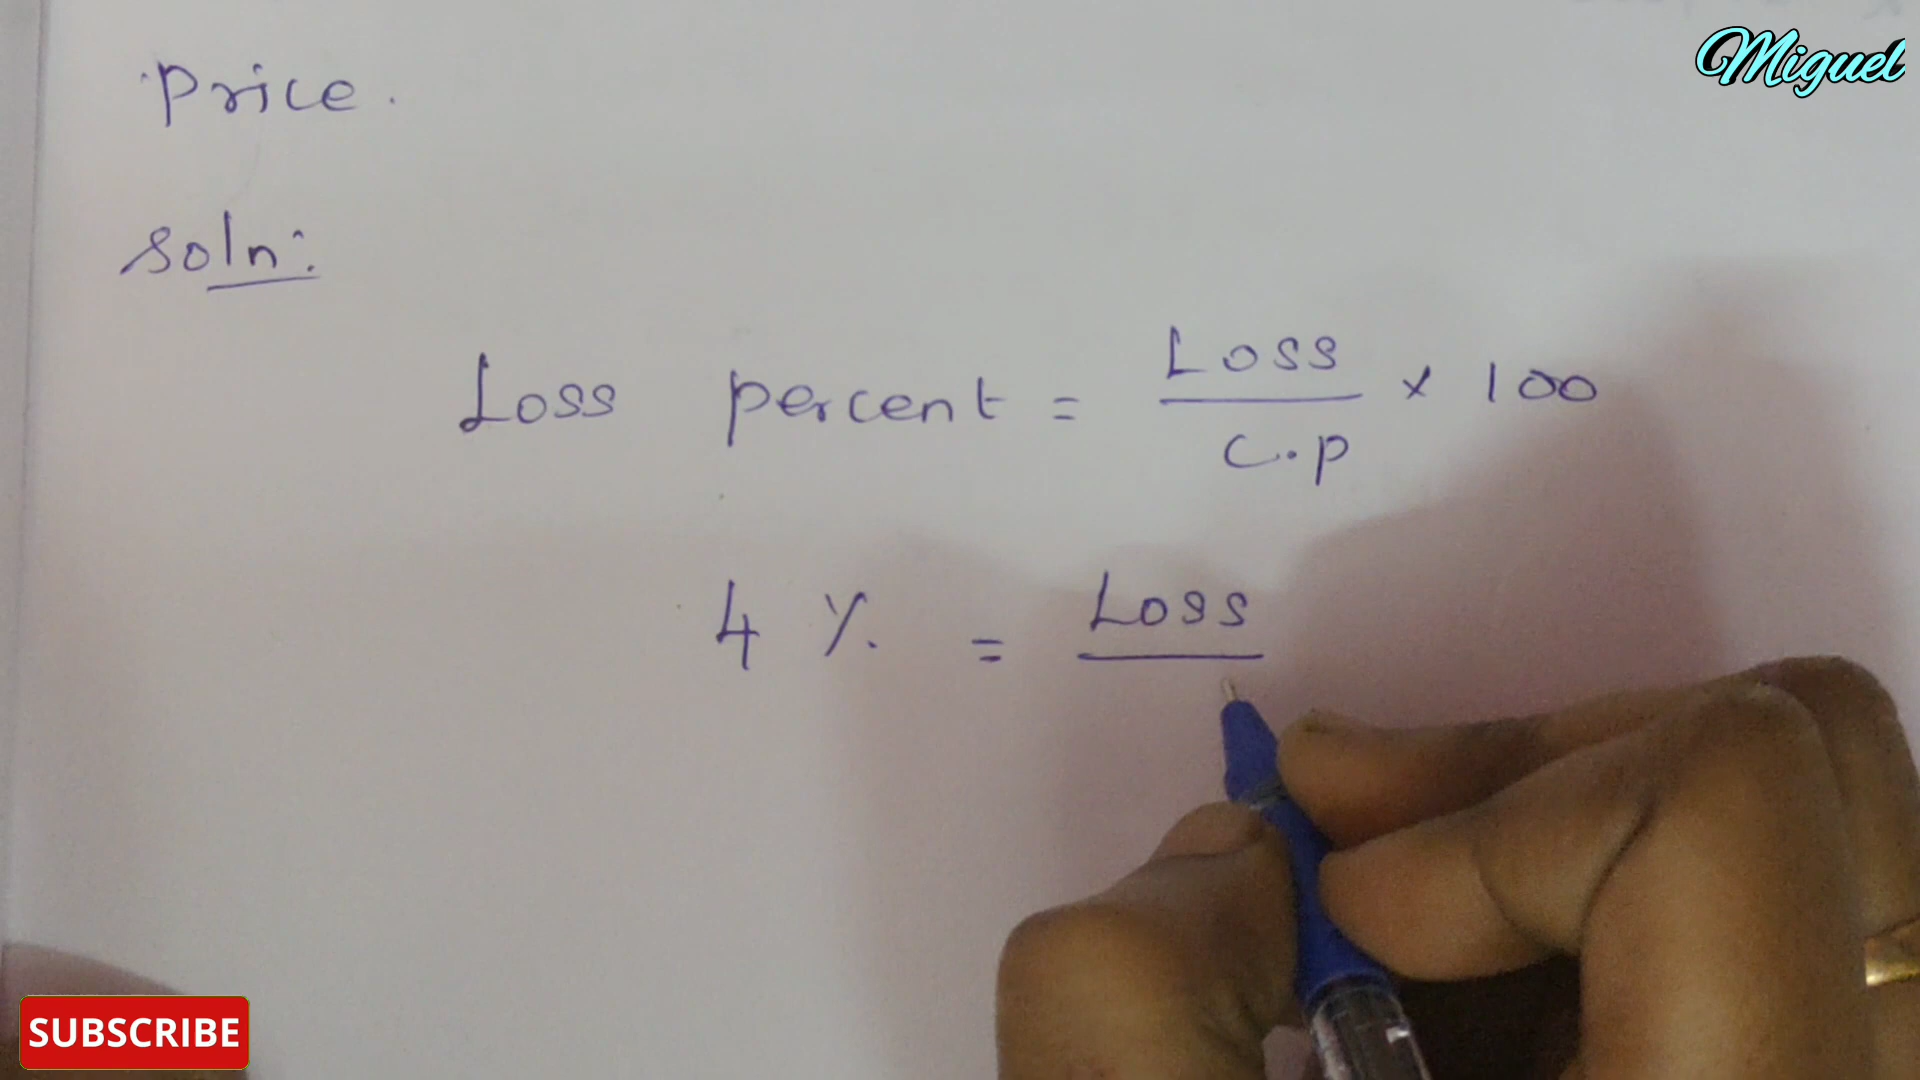 Miguel
Price.
Soln:
Loss percent = Loss / C.P × 100
4 % = Loss
SUBSCRIBE